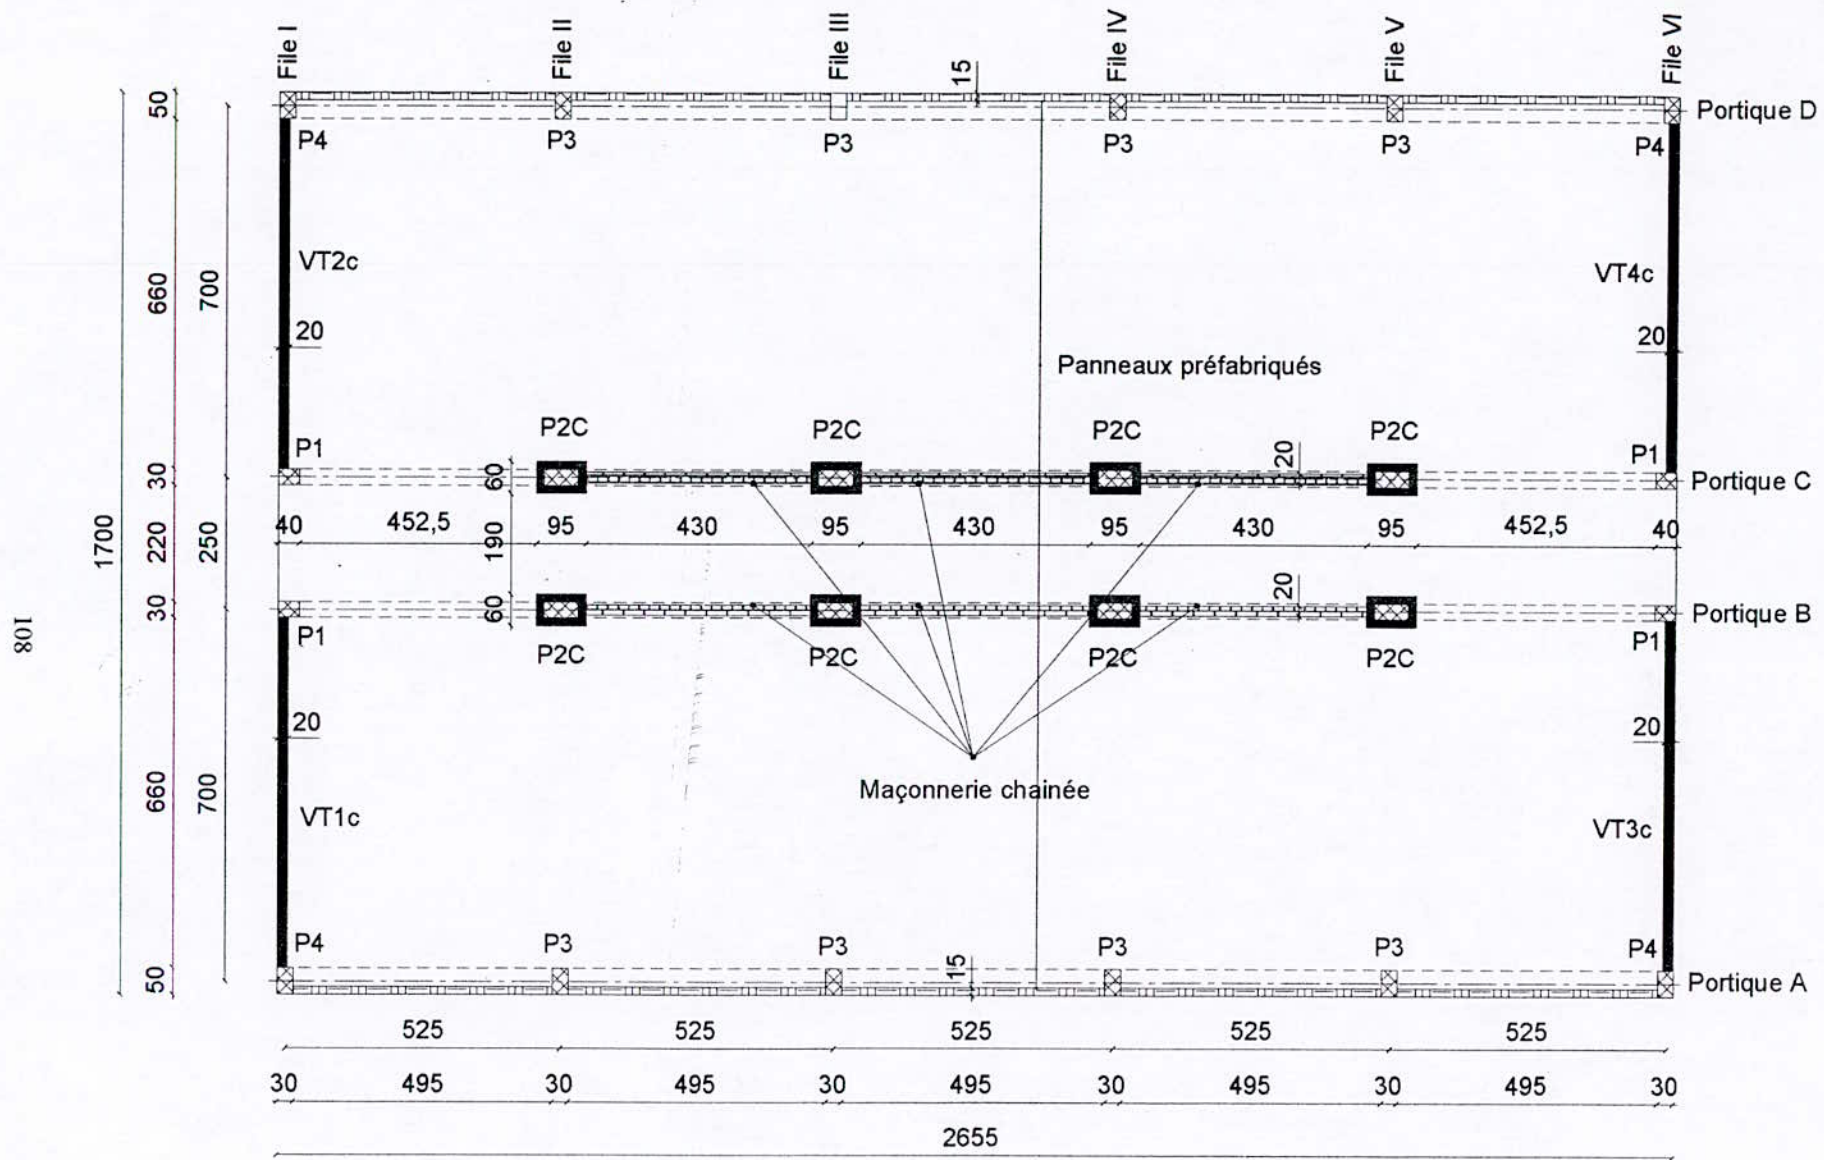 File I
File II
File III
File IV
File V
File VI
15
50
Portique D
P4
P3
P3
P3
P3
P4
VT2c
VT4c
660
700
20
20
Panneaux préfabriqués
P2C
P2C
P2C
P2C
P1
P1
30
60
20
Portique C
40
452,5
95
430
95
430
95
430
95
452,5
40
1700
220
250
190
30
60
20
Portique B
108
P1
P2C
P2C
P2C
P2C
P1
20
20
660
700
Maçonnerie chainée
VT1c
VT3c
P4
P3
P3
P3
P3
P4
50
15
Portique A
525
525
525
525
525
30
495
30
495
30
495
30
495
30
495
30
2655